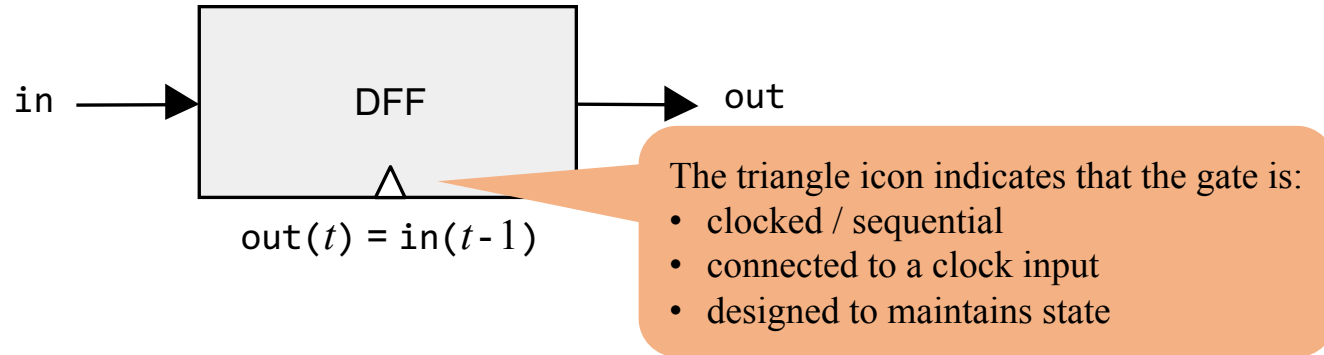 in
DFF
out
out(t) = in(t-1)
The triangle icon indicates that the gate is:
• clocked / sequential
• connected to a clock input
• designed to maintains state